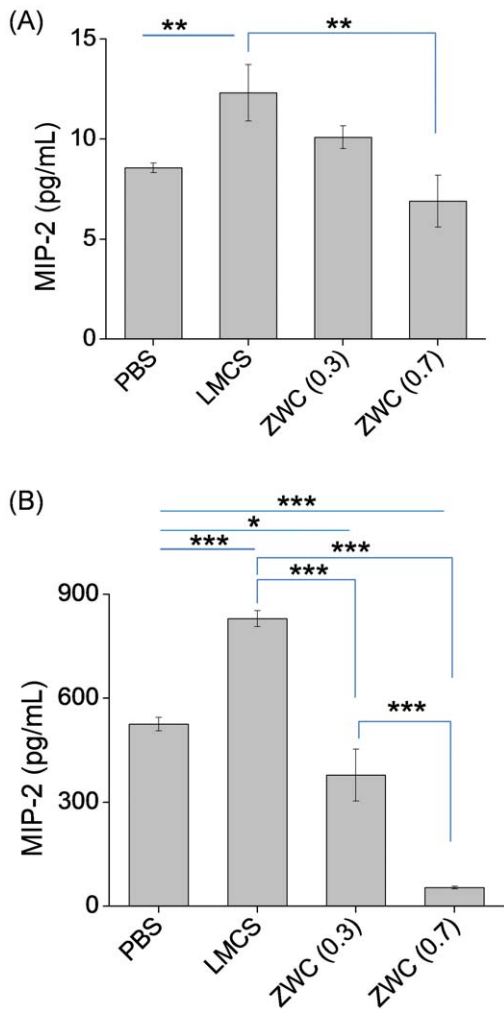 (A)
**
**
15
10
5
0
MIP-2 (pg/mL)
PBS
LMCS
ZWC (0.3)
ZWC (0.7)
(B)
***
*
***
***
***
***
900
600
300
0
MIP-2 (pg/mL)
PBS
LMCS
ZWC (0.3)
ZWC (0.7)